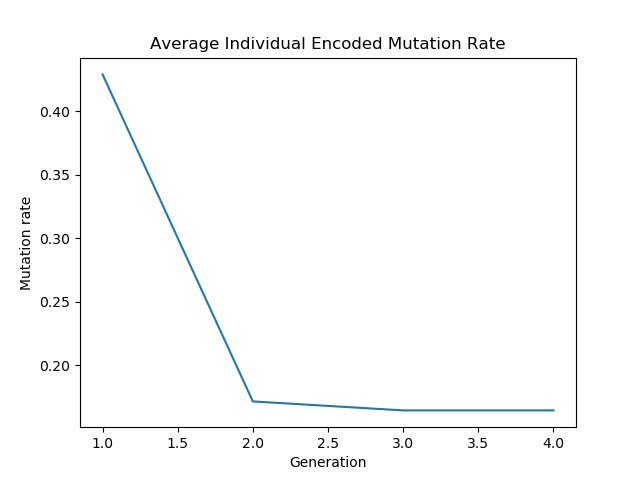 Average Individual Encoded Mutation Rate
Mutation rate
0.40
0.35
0.30
0.25
0.20
1.0 1.5 2.0 2.5 3.0 3.5 4.0
Generation